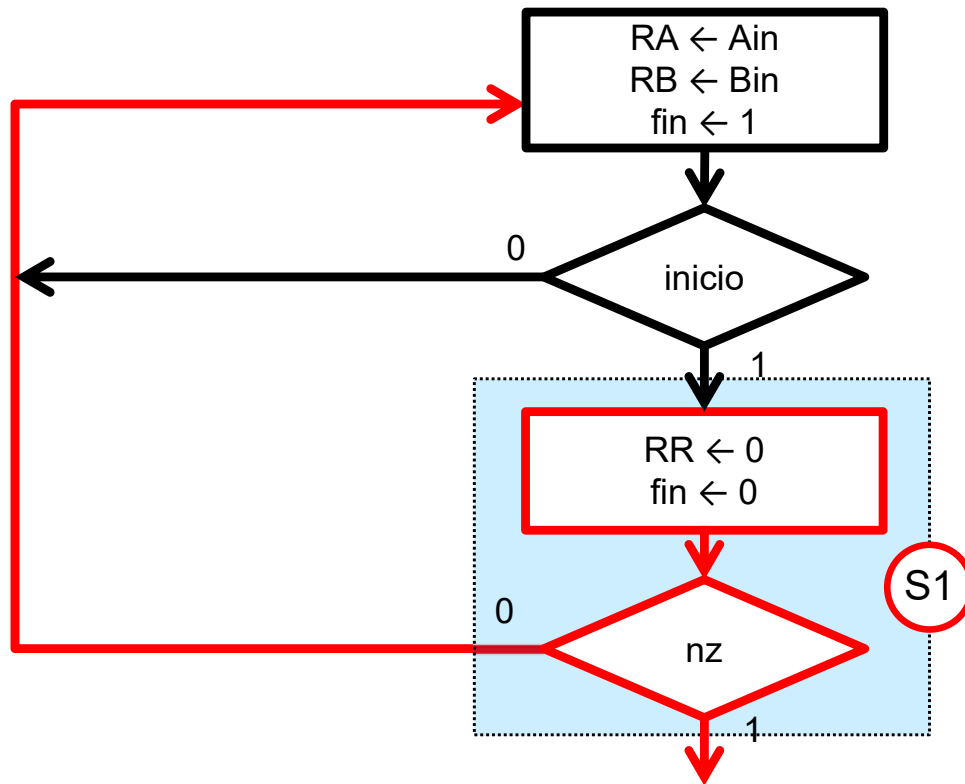 RA ← Ain
RB ← Bin
fin ← 1
0
inicio
1
RR ← 0
fin ← 0
S1
0
nz
1